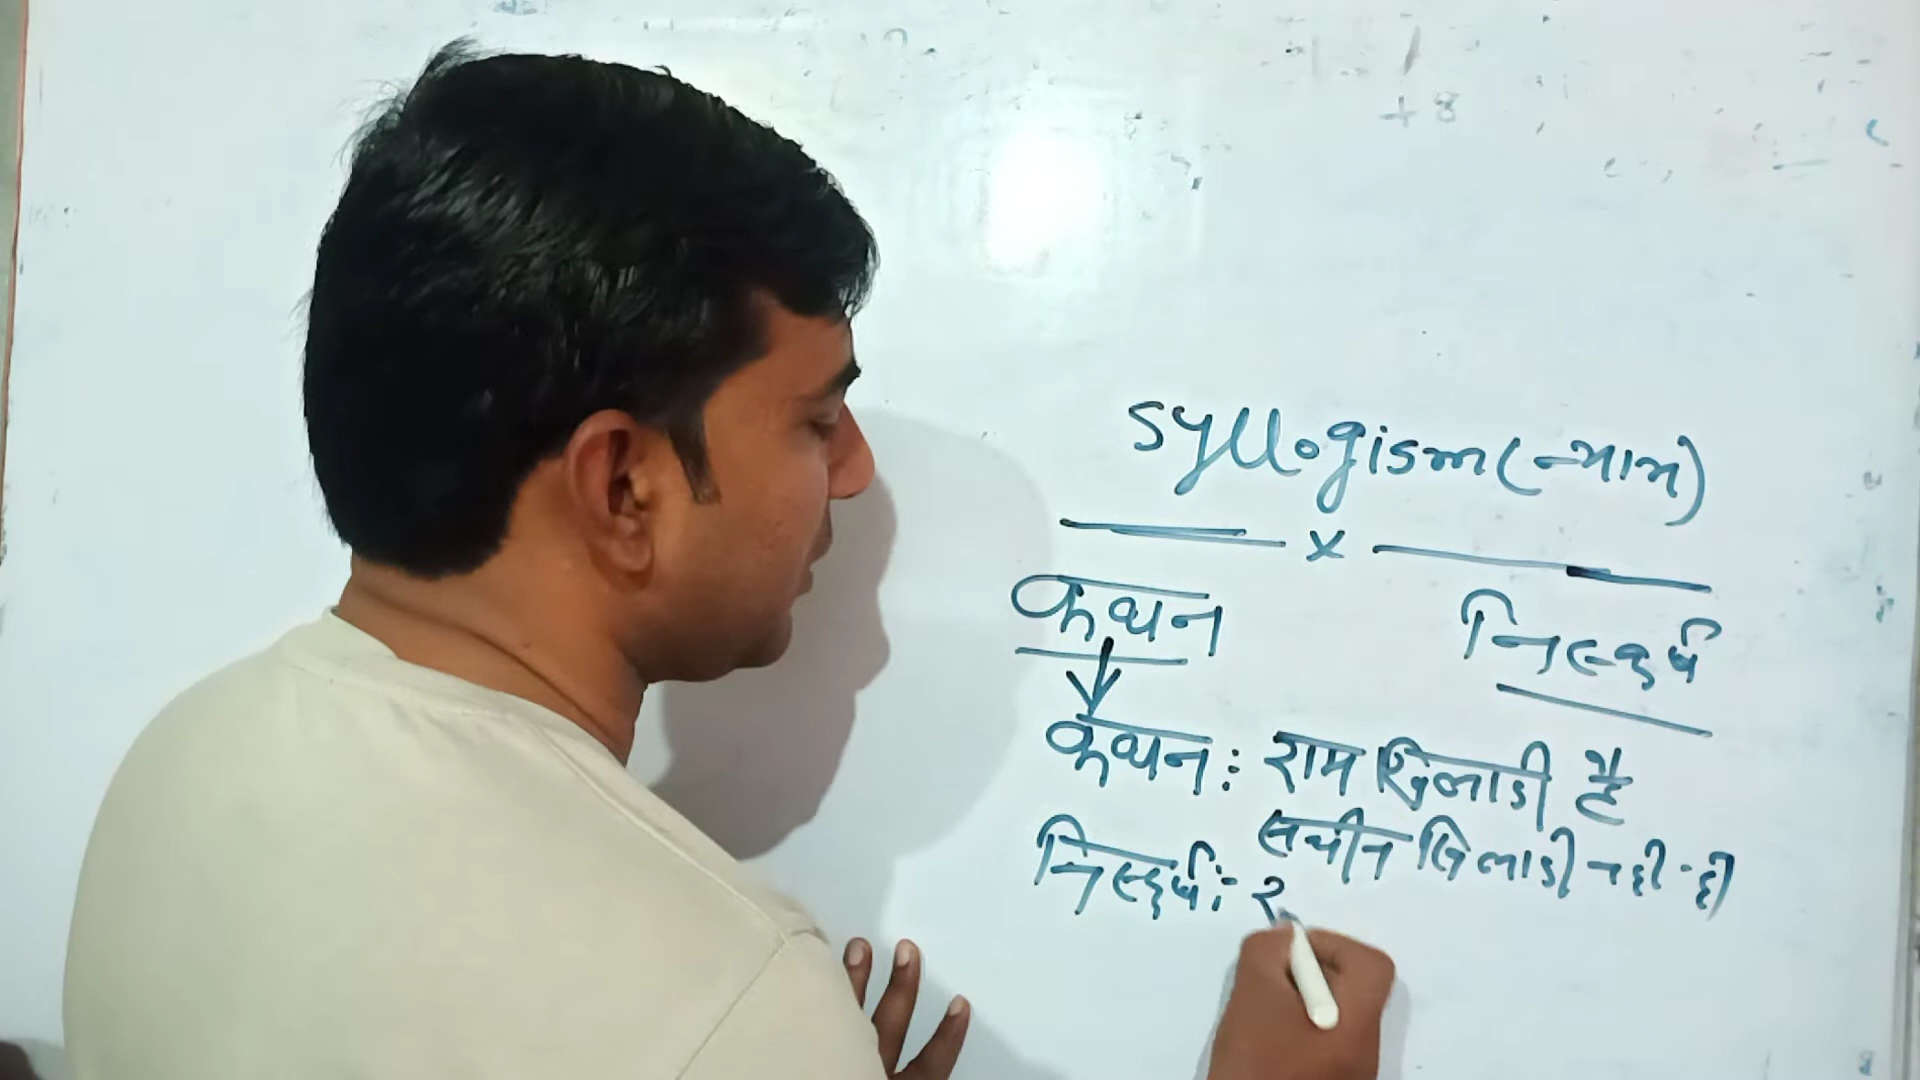 Syllogism (न्याय)
x
कथन निस्कर्ष
कथन: राम खिलाडी है
सचीन खिलाडी नही है
निस्कर्ष:- र